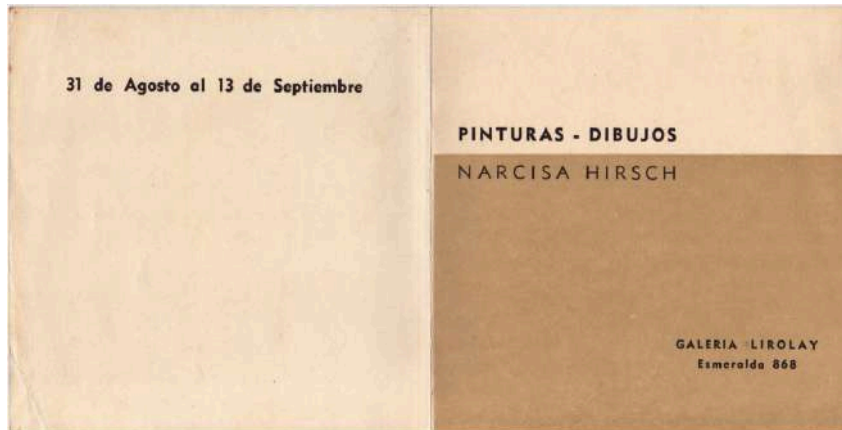 31 de Agosto al 13 de Septiembre
PINTURAS - DIBUJOS
NARCISA HIRSCH
GALERIA LIROLAY
Esmeralda 868